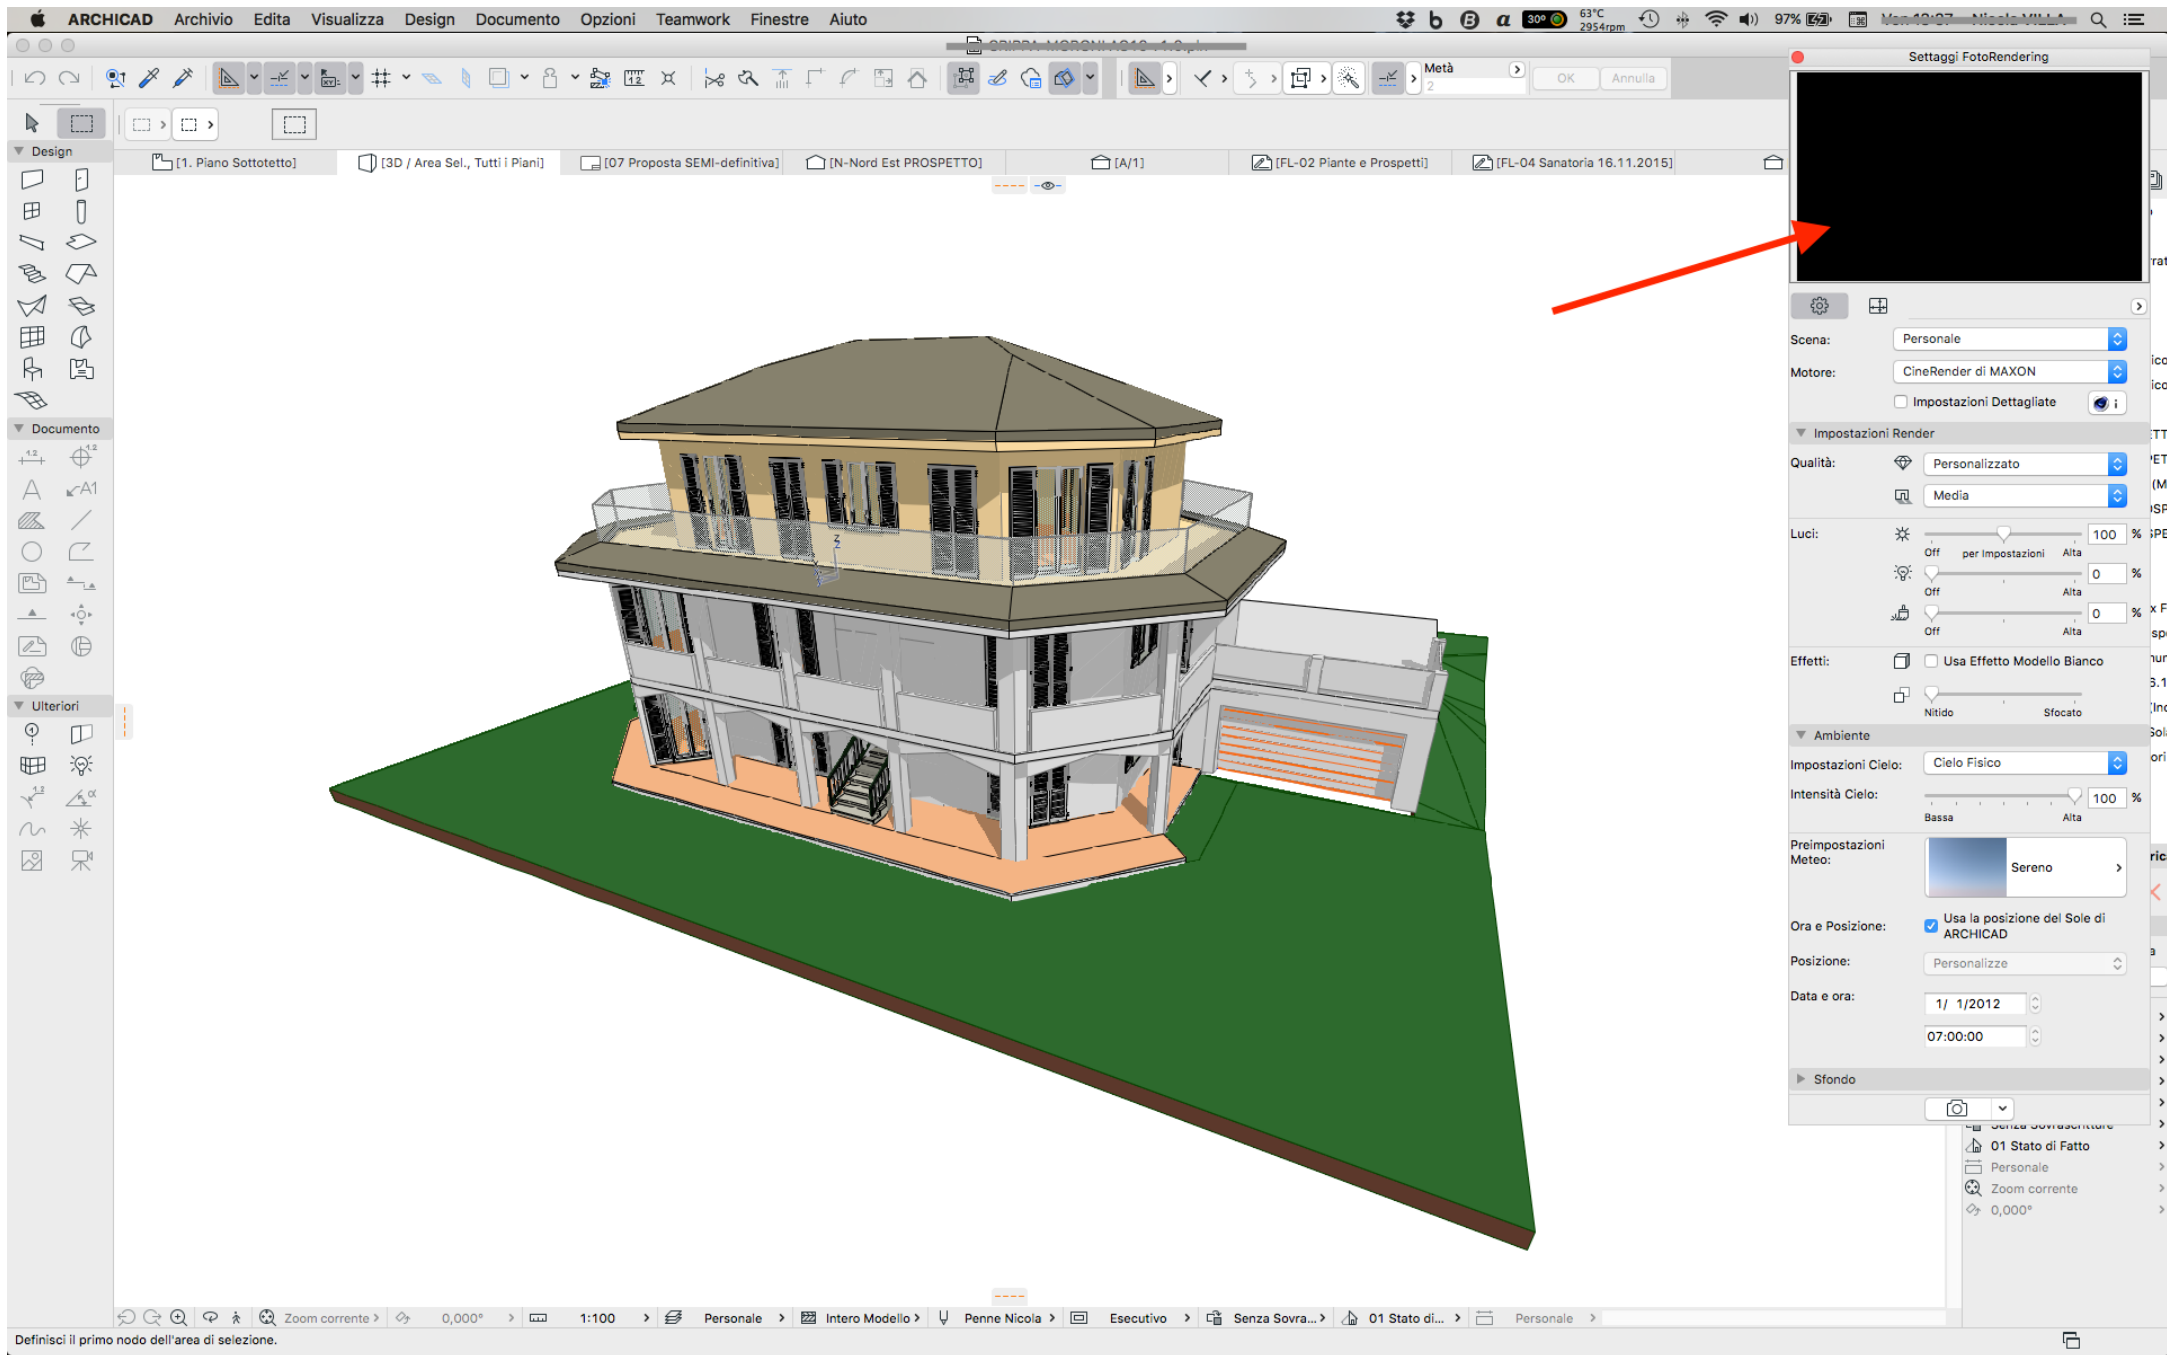 ARCHICAD Archivio Edita Visualizza Design Documento Opzioni Teamwork Finestre Aiuto
30° 63°C 2954rpm 97%
Settaggi FotoRendering
Metà
2
OK Annulla
Design
[1. Piano Sottotetto] [3D / Area Sel., Tutti i Piani] [07 Proposta SEMI-definitiva] [N-Nord Est PROSPETTO] [A/1] [FL-02 Piante e Prospetti] [FL-04 Sanatoria 16.11.2015]
Scena: Personale
Motore: CineRender di MAXON
Impostazioni Dettagliate i
Documento
Impostazioni Render
Qualità: Personalizzato
Media
Luci: 100 %
Off per Impostazioni Alta
0 %
Off Alta
0 %
Off Alta
Effetti: Usa Effetto Modello Bianco
Nitido Sfocato
Ulteriori
Ambiente
Impostazioni Cielo: Cielo Fisico
Intensità Cielo: 100 %
Bassa Alta
Preimpostazioni
Meteo: Sereno
Ora e Posizione: Usa la posizione del Sole di
ARCHICAD
Posizione: Personalizze
Data e ora: 1/ 1/2012
07:00:00
Sfondo
01 Stato di Fatto
Personale
Zoom corrente
0,000°
Zoom corrente 0,000° 1:100 Personale Intero Modello Penne Nicola Esecutivo Senza Sovra... 01 Stato di... Personale
Definisci il primo nodo dell'area di selezione.